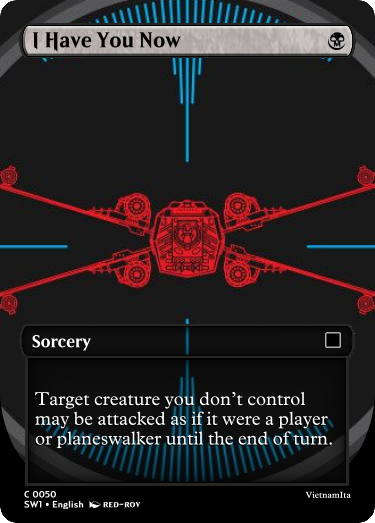 I Have You Now
Sorcery
Target creature you don't control
may be attacked as if it were a player
or planeswalker until the end of turn.
C 0050
SW1 • English RED-ROY
VietnamIta